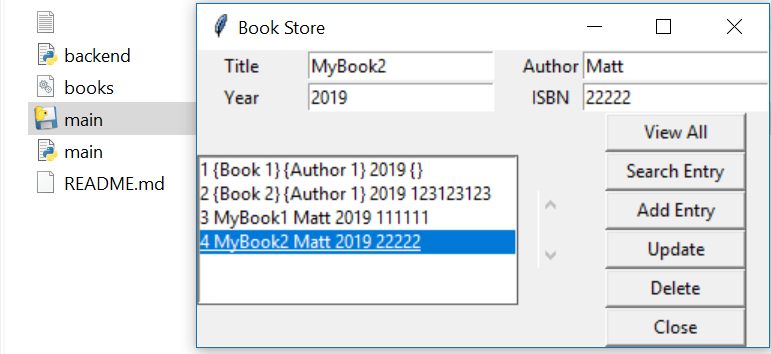 backend
books
main
main
README.md
Book Store
Title MyBook2 Author Matt
Year 2019 ISBN 22222
View All
Search Entry
Add Entry
Update
Delete
Close
1 {Book 1} {Author 1} 2019 {}
2 {Book 2} {Author 1} 2019 123123123
3 MyBook1 Matt 2019 111111
4 MyBook2 Matt 2019 22222